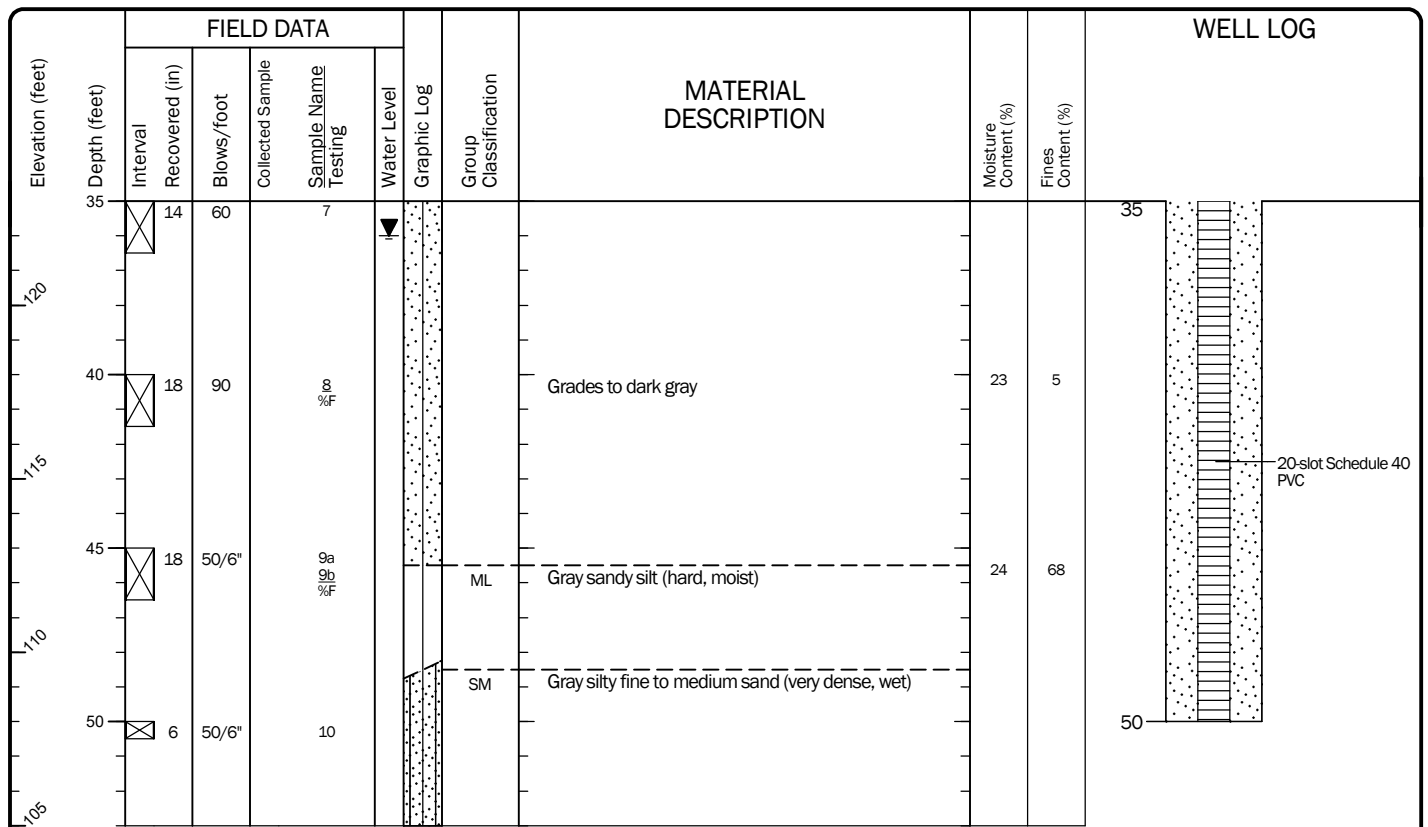 FIELD DATA
WELL LOG
Elevation (feet)
Depth (feet)
Interval
Recovered (in)
Blows/foot
Collected Sample
Sample Name
Testing
Water Level
Graphic Log
Group
Classification
MATERIAL
DESCRIPTION
Moisture
Content (%)
Fines
Content (%)
35
14
60
7
35
120
40
18
90
8
%F
Grades to dark gray
23
5
115
20-slot Schedule 40
PVC
45
18
50/6"
9a
9b
%F
ML
Gray sandy silt (hard, moist)
24
68
110
SM
Gray silty fine to medium sand (very dense, wet)
50
6
50/6"
10
50
105